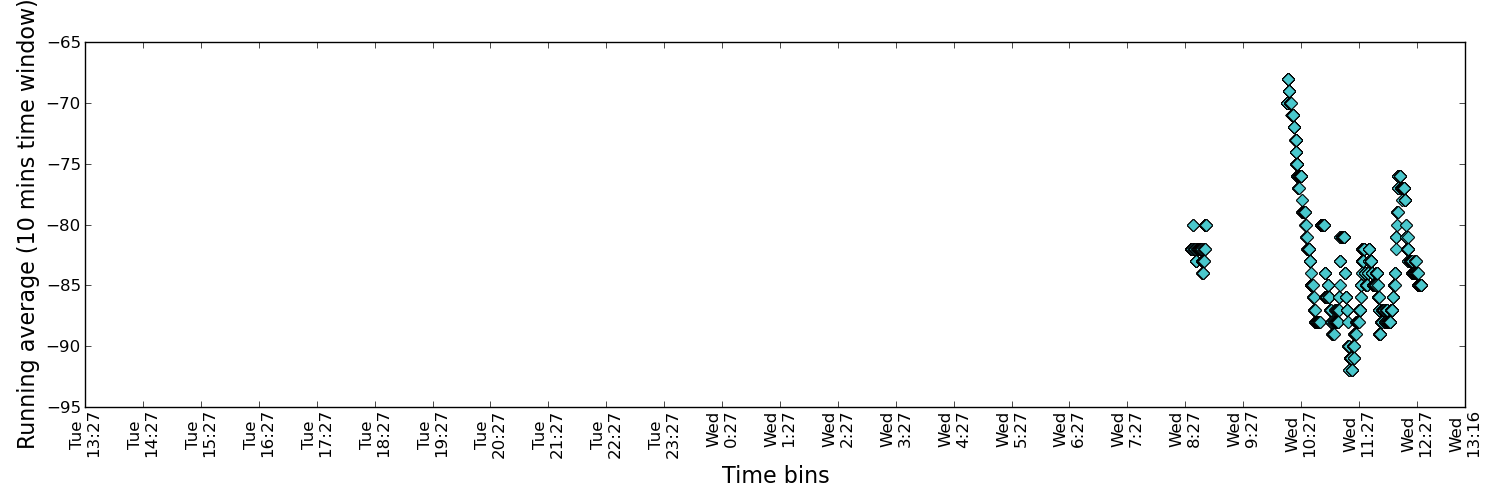 Running average (10 mins time window)
−65
−70
−75
−80
−85
−90
−95
Tue 13:27
Tue 14:27
Tue 15:27
Tue 16:27
Tue 17:27
Tue 18:27
Tue 19:27
Tue 20:27
Tue 21:27
Tue 22:27
Tue 23:27
Wed 0:27
Wed 1:27
Wed 2:27
Wed 3:27
Wed 4:27
Wed 5:27
Wed 6:27
Wed 7:27
Wed 8:27
Wed 9:27
Wed 10:27
Wed 11:27
Wed 12:27
Wed 13:16
Time bins